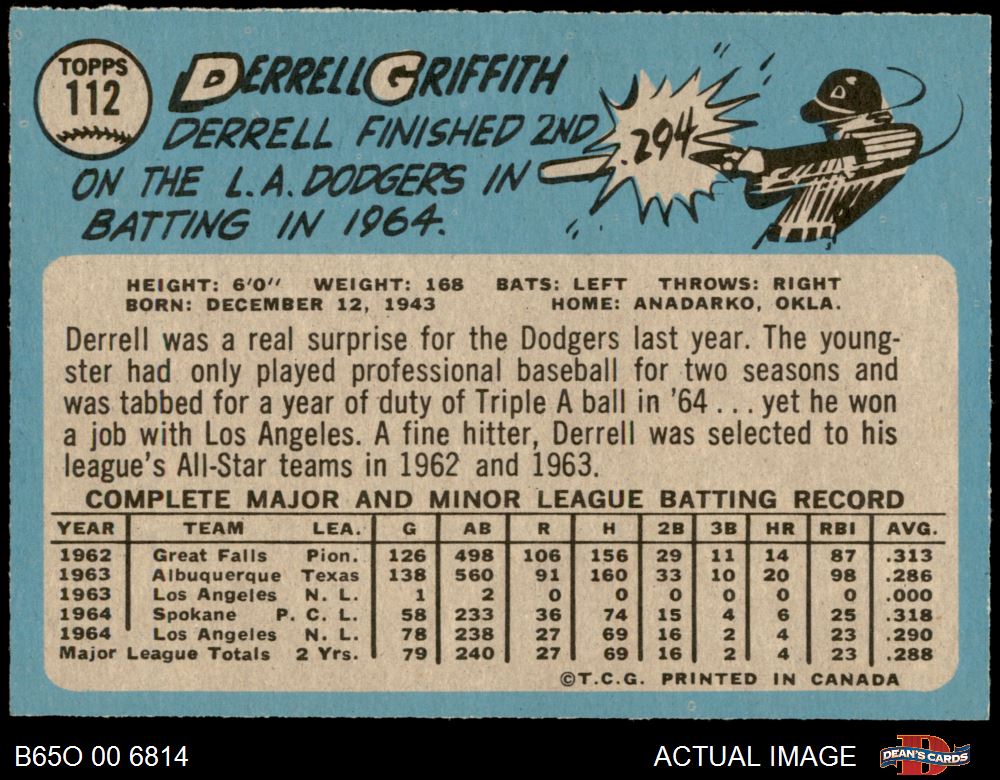 TOPPS
112
DERRELL GRIFFITH
DERRELL FINISHED 2ND
ON THE L.A. DODGERS IN
BATTING IN 1964.
.294
D
HEIGHT: 6'0" WEIGHT: 168 BATS: LEFT THROWS: RIGHT
BORN: DECEMBER 12, 1943 HOME: ANADARKO, OKLA.
Derrell was a real surprise for the Dodgers last year. The young-
ster had only played professional baseball for two seasons and
was tabbed for a year of duty of Triple A ball in '64 . . . yet he won
a job with Los Angeles. A fine hitter, Derrell was selected to his
league's All-Star teams in 1962 and 1963.
COMPLETE MAJOR AND MINOR LEAGUE BATTING RECORD
YEAR TEAM LEA. G AB R H 2B 3B HR RBI AVG.
1962 Great Falls Pion. 126 498 106 156 29 11 14 87 .313
1963 Albuquerque Texas 138 560 91 160 33 10 20 98 .286
1963 Los Angeles N. L. 1 2 0 0 0 0 0 0 .000
1964 Spokane P. C. L. 58 233 36 74 15 4 6 25 .318
1964 Los Angeles N. L. 78 238 27 69 16 2 4 23 .290
Major League Totals 2 Yrs. 79 240 27 69 16 2 4 23 .288
©T.C.G. PRINTED IN CANADA
B65O 00 6814 ACTUAL IMAGE DEAN'S CARDS